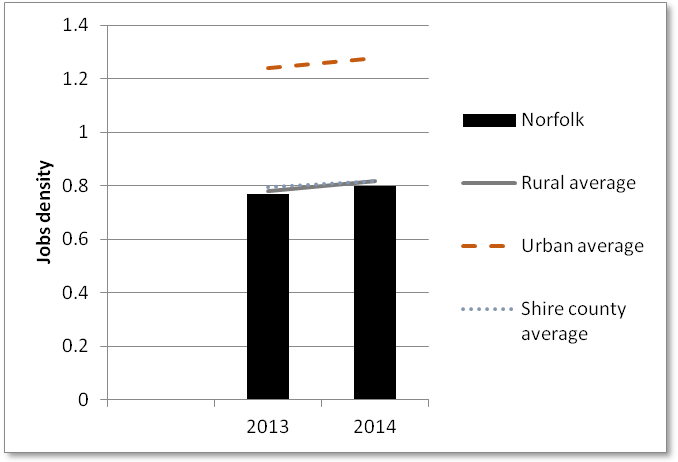 1.4
1.2
1
0.8
0.6
0.4
0.2
0
Jobs density
2013
2014
Norfolk
Rural average
Urban average
Shire county
average